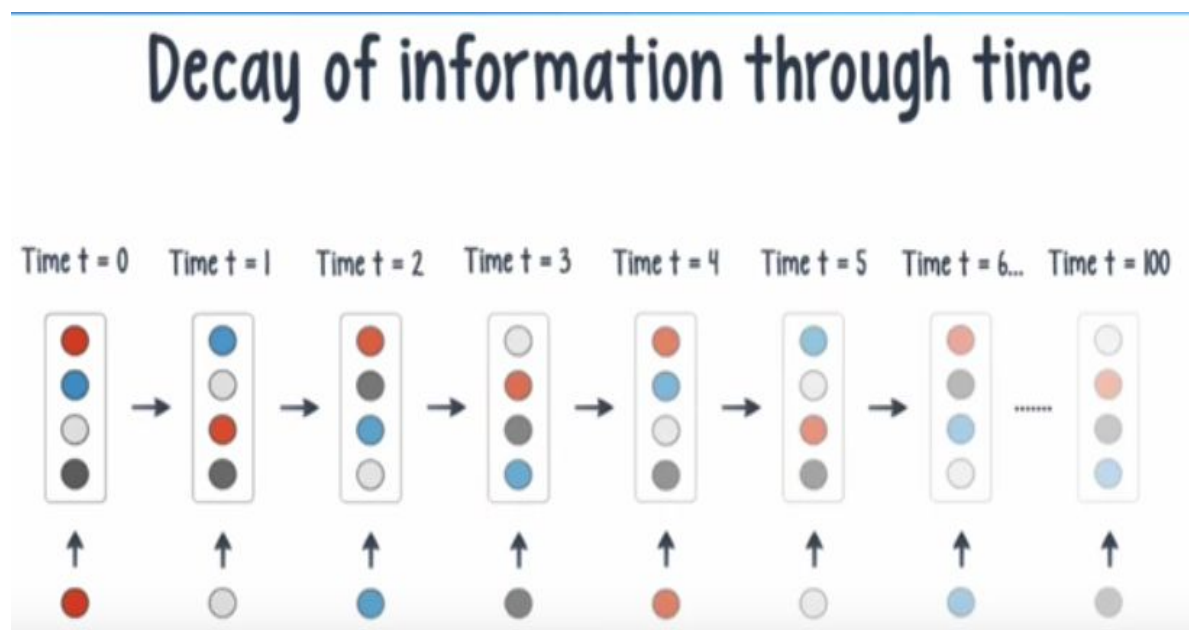 Decay of information through time
Time t = 0 Time t = 1 Time t = 2 Time t = 3 Time t = 4 Time t = 5 Time t = 6... Time t = 100
.......